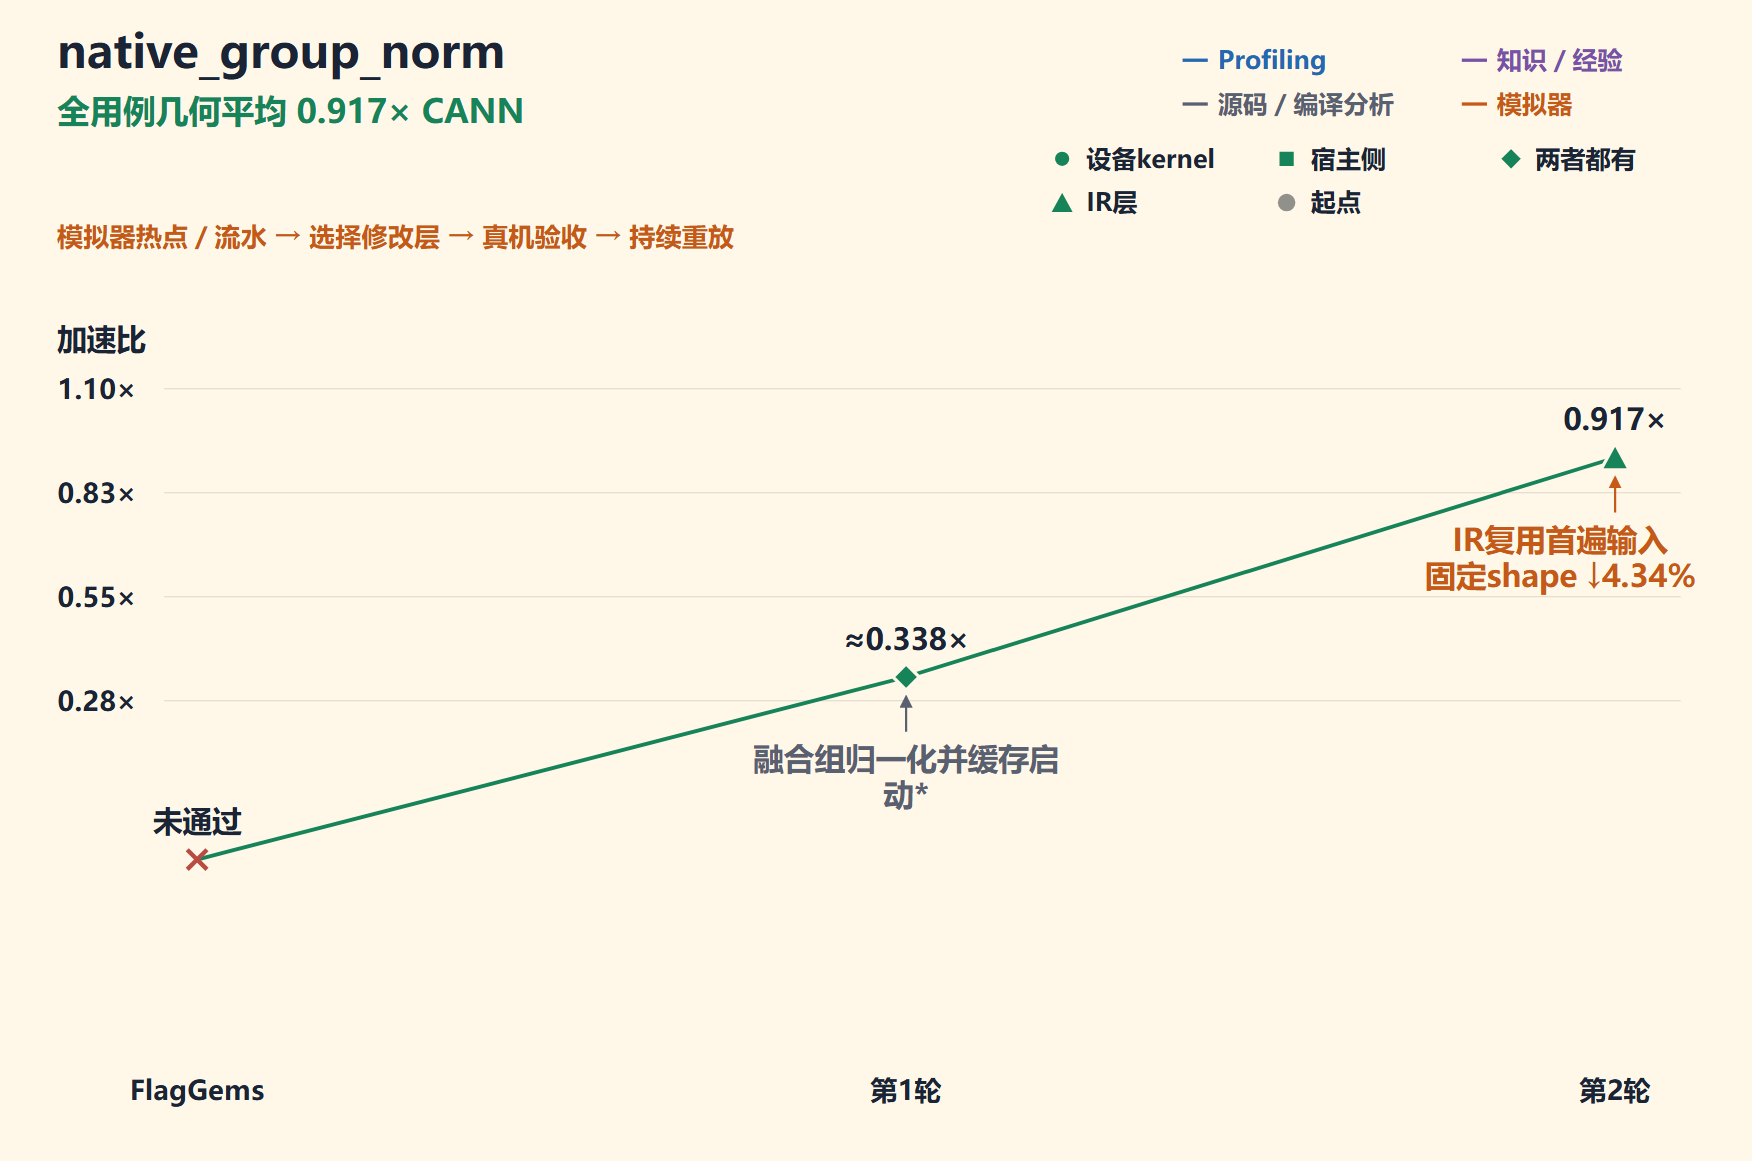 native_group_norm
全用例几何平均 0.917× CANN
— Profiling
— 知识 / 经验
— 源码 / 编译分析
— 模拟器
设备kernel
宿主侧
两者都有
IR层
起点
模拟器热点 / 流水 → 选择修改层 → 真机验收 → 持续重放
加速比
1.10×
0.917×
0.83×
IR复用首遍输入
固定shape ↓4.34%
0.55×
≈0.338×
0.28×
融合组归一化并缓存启
动*
未通过
FlagGems
第1轮
第2轮